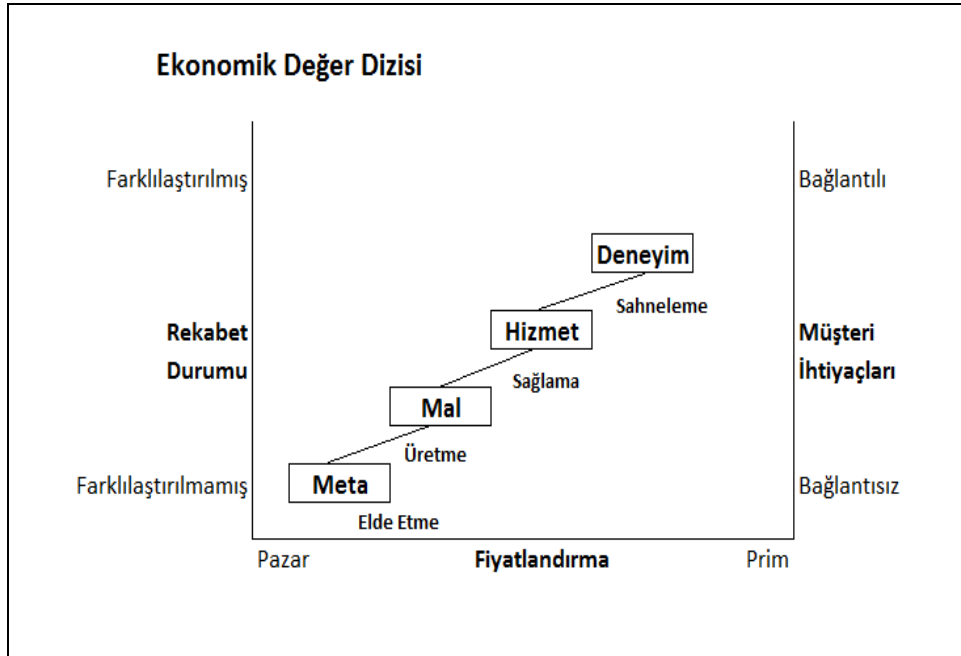 Ekonomik Değer Dizisi
Farklılaştırılmış
Bağlantılı
Deneyim
Sahneleme
Rekabet
Durumu
Hizmet
Müşteri
İhtiyaçları
Sağlama
Mal
Üretme
Farklılaştırılmamış
Meta
Bağlantısız
Elde Etme
Pazar
Fiyatlandırma
Prim